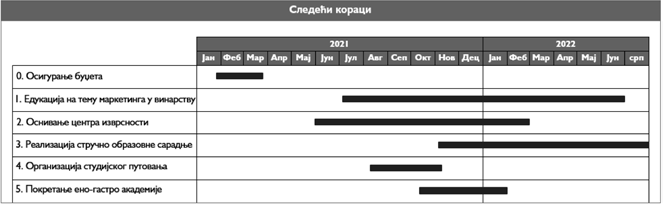 Следећи кораци
2021 2022
Јан Феб Мар Апр Мај Јун Јул Авг Сеп Окт Нов Дец Јан Феб Мар Апр Мај Јун срп
0. Осигурање буџета
1. Едукација на тему маркетинга у винарству
2. Оснивање центра изврсности
3. Реализација стручно образовне сарадње
4. Организација студијског путовања
5. Покретање ено-гастро академије